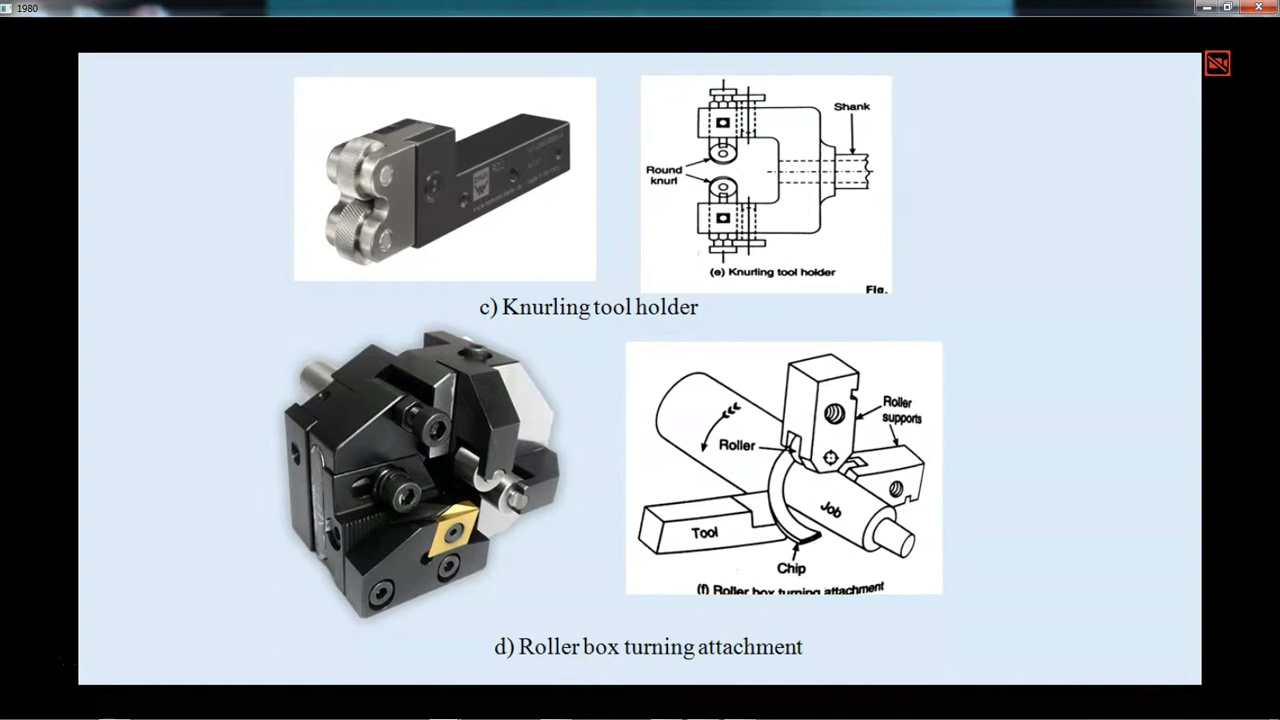 1980
Shank
Round
knurl
(e) Knurling tool holder
Fig.
c) Knurling tool holder
Roller
supports
Roller
Job
Tool
Chip
(f) Roller box turning attachment
d) Roller box turning attachment